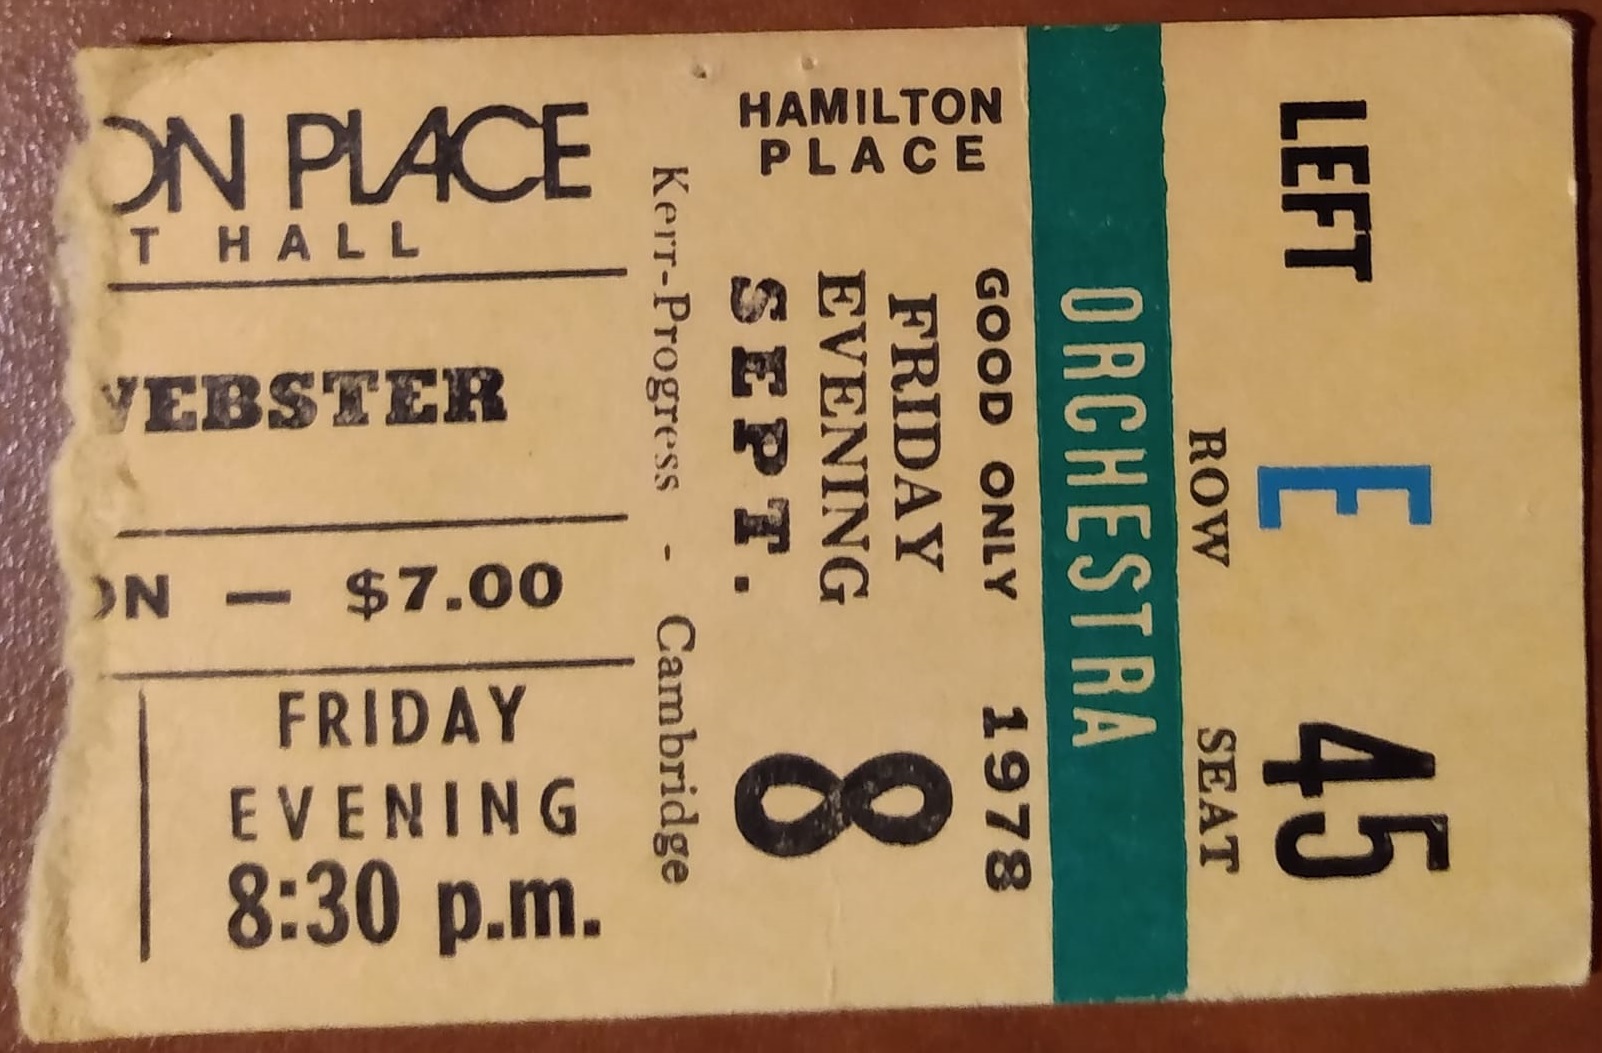 ON PLACE
T HALL
WEBSTER
ON — $7.00
FRIDAY
EVENING
8:30 p.m.
Kerr-Progress - Cambridge
HAMILTON
PLACE
GOOD ONLY 1978
FRIDAY
EVENING
SEPT. 8
ORCHESTRA
LEFT E 45
ROW SEAT